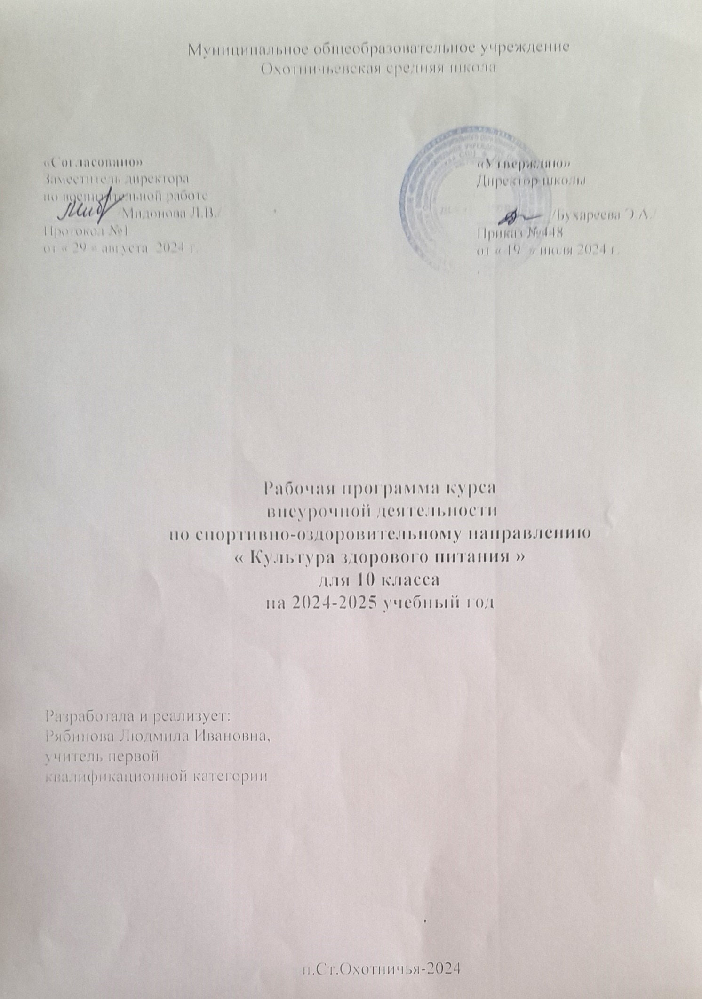 Муниципальное общеобразовательное учреждение
Охотничьевская средняя школа
«Согласовано»
Заместитель директора
по воспитательной работе
/Мидонова Л.В./
Протокол №1
от « 29 » августа 2024 г.
«Утверждаю»
Директор школы
/Бухареева Э.А./
Приказ №448
от « 19 » июля 2024 г.
Рабочая программа курса
внеурочной деятельности
по спортивно-оздоровительному направлению
« Культура здорового питания »
для 10 класса
на 2024-2025 учебный год
Разработала и реализует:
Рябинова Людмила Ивановна,
учитель первой
квалификационной категории
п.Ст.Охотничья-2024